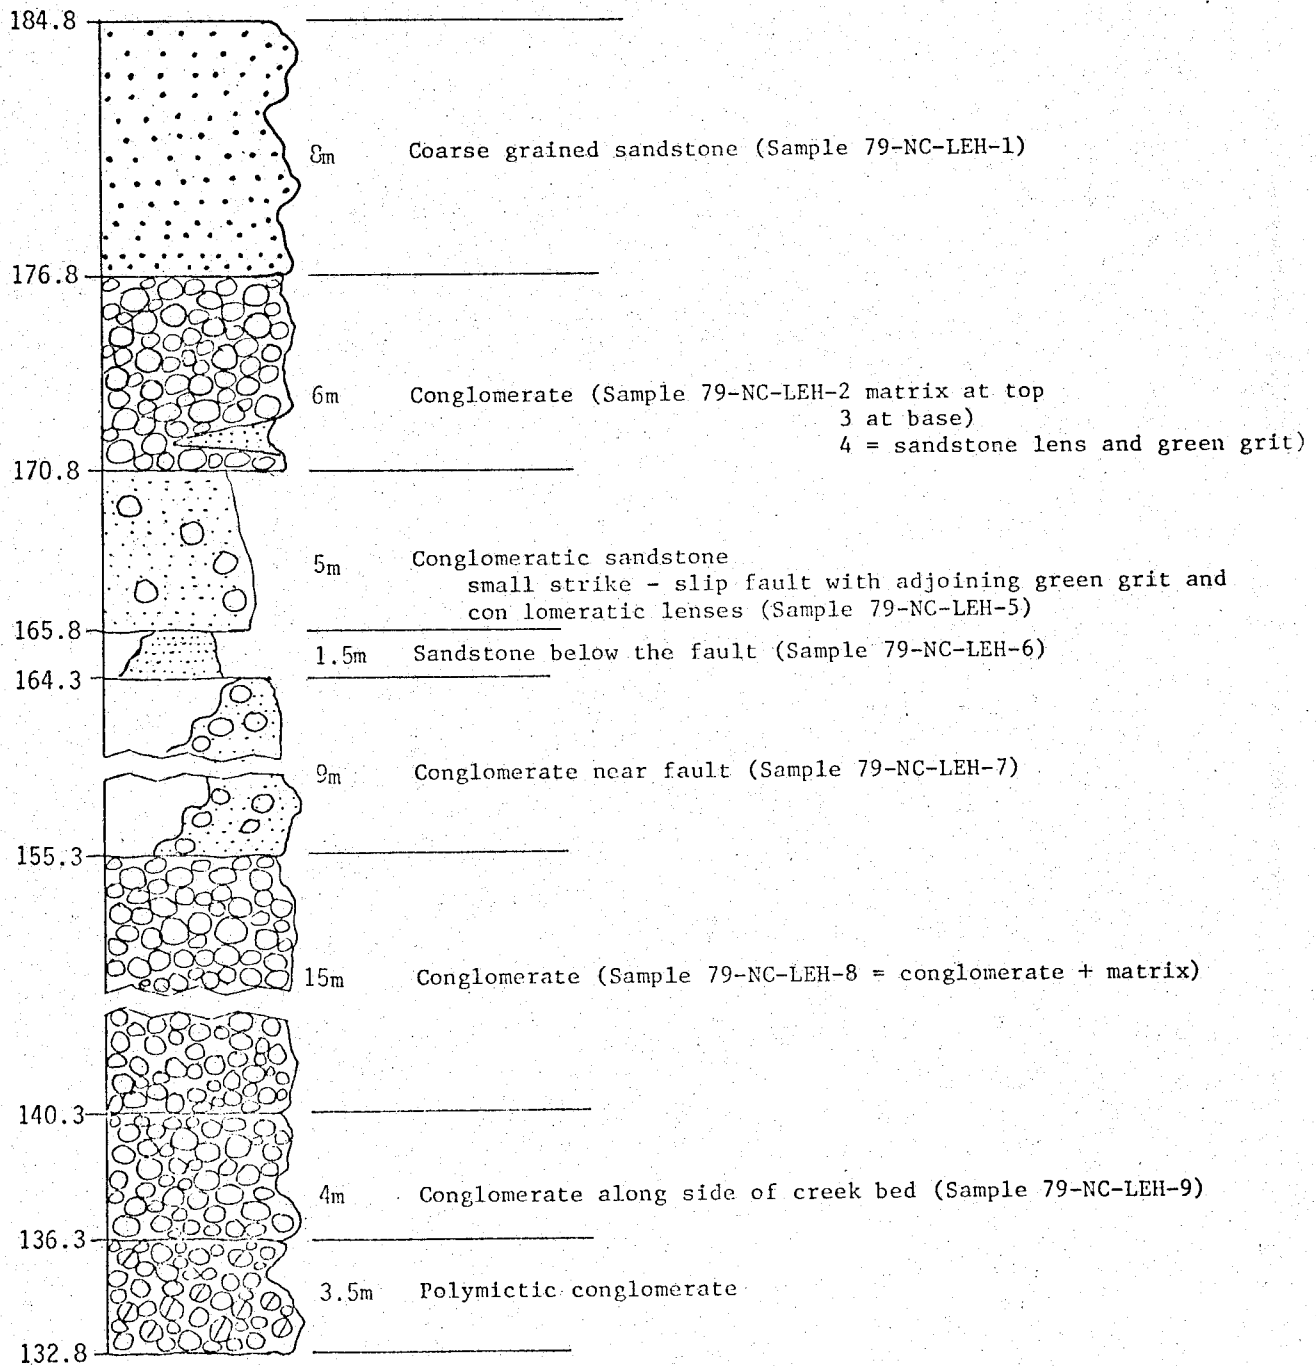 184.8
8m Coarse grained sandstone (Sample 79-NC-LEH-1)
176.8
6m Conglomerate (Sample 79-NC-LEH-2 matrix at top
3 at base)
4 = sandstone lens and green grit)
170.8
5m Conglomeratic sandstone
small strike - slip fault with adjoining green grit and
con lomeratic lenses (Sample 79-NC-LEH-5)
165.8
1.5m Sandstone below the fault (Sample 79-NC-LEH-6)
164.3
9m Conglomerate near fault (Sample 79-NC-LEH-7)
155.3
15m Conglomerate (Sample 79-NC-LEH-8 = conglomerate + matrix)
140.3
4m Conglomerate along side of creek bed (Sample 79-NC-LEH-9)
136.3
3.5m Polymictic conglomerate
132.8